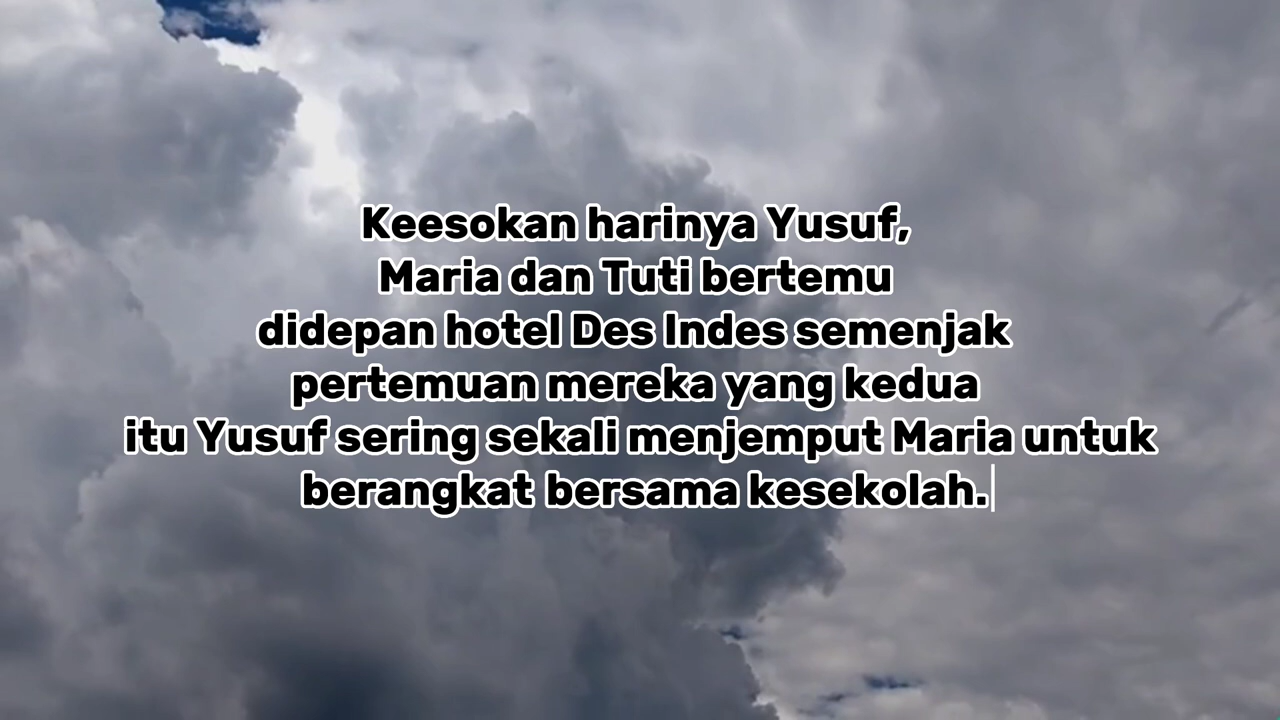 Keesokan harinya Yusuf,
Maria dan Tuti bertemu
didepan hotel Des Indes semenjak
pertemuan mereka yang kedua
itu Yusuf sering sekali menjemput Maria untuk
berangkat bersama kesekolah.